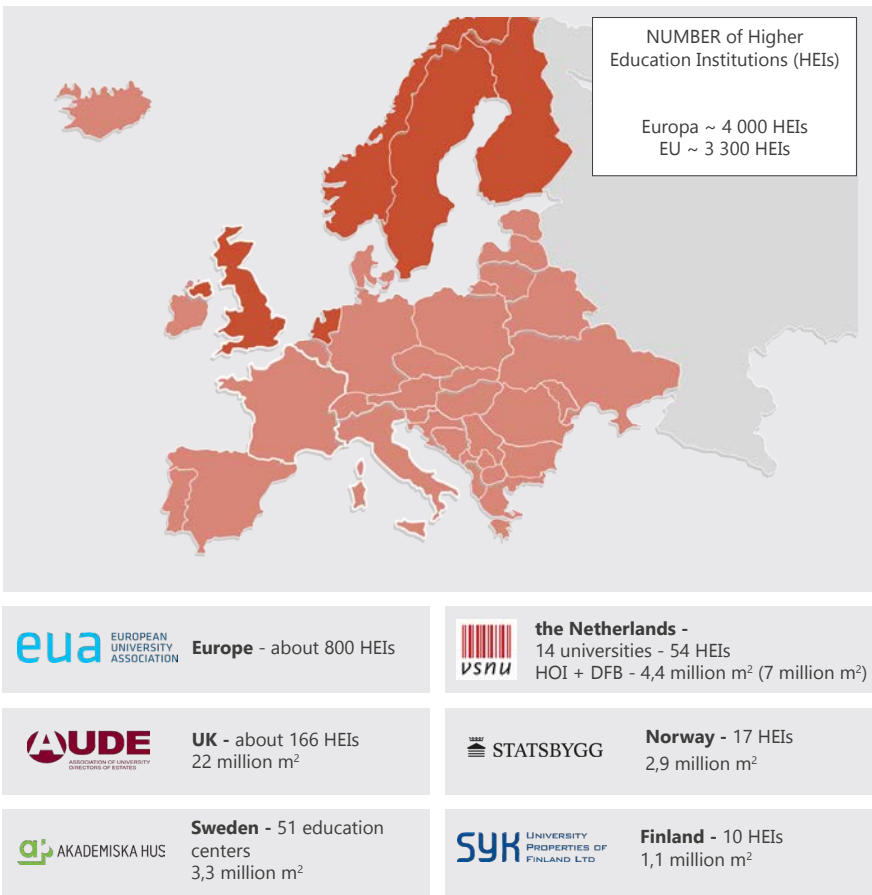 NUMBER of Higher
Education Institutions (HEIs)
Europa ~ 4 000 HEIs
EU ~ 3 300 HEIs
eua EUROPEAN
UNIVERSITY
ASSOCIATION
Europe - about 800 HEIs
vsnu
the Netherlands -
14 universities - 54 HEIs
HOI + DFB - 4,4 million m² (7 million m²)
AUDE
ASSOCIATION OF UNIVERSITY
DIRECTORS OF ESTATES
UK - about 166 HEIs
22 million m²
STATSBYGG
Norway - 17 HEIs
2,9 million m²
AKADEMISKA HUS
Sweden - 51 education
centers
3,3 million m²
SYK UNIVERSITY
PROPERTIES OF
FINLAND LTD
Finland - 10 HEIs
1,1 million m²